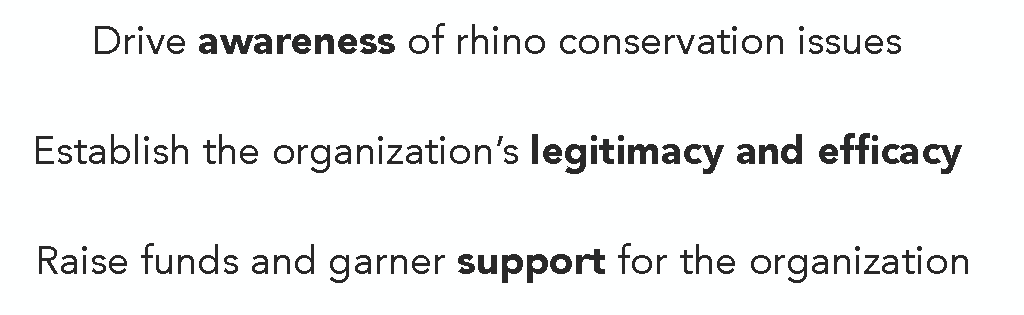 Drive awareness of rhino conservation issues
Establish the organization’s legitimacy and efficacy
Raise funds and garner support for the organization